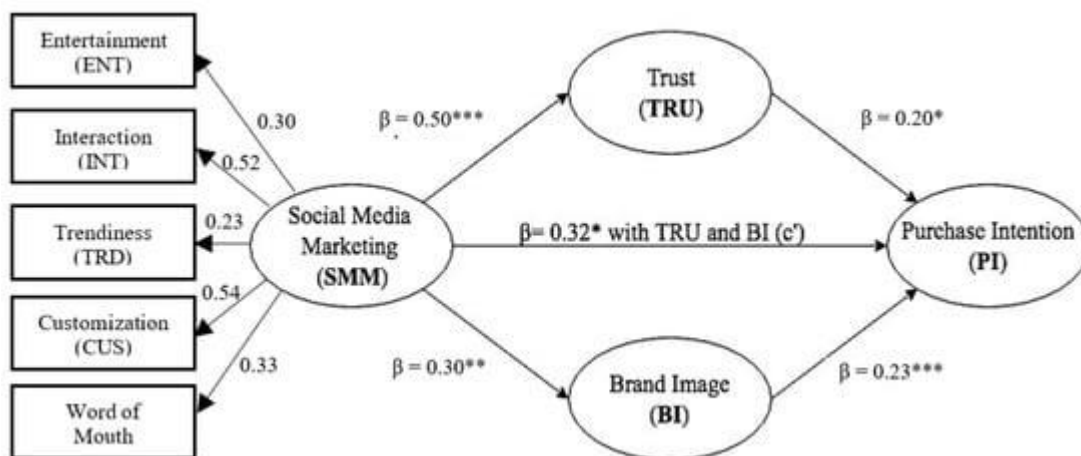 Entertainment
(ENT)
Interaction
(INT)
Trendiness
(TRD)
Customization
(CUS)
Word of
Mouth
0.30
0.52
0.23
0.54
0.33
Social Media
Marketing
(SMM)
β = 0.50***
β= 0.32* with TRU and BI (c')
β = 0.30**
Trust
(TRU)
Brand Image
(BI)
β = 0.20*
β = 0.23***
Purchase Intention
(PI)